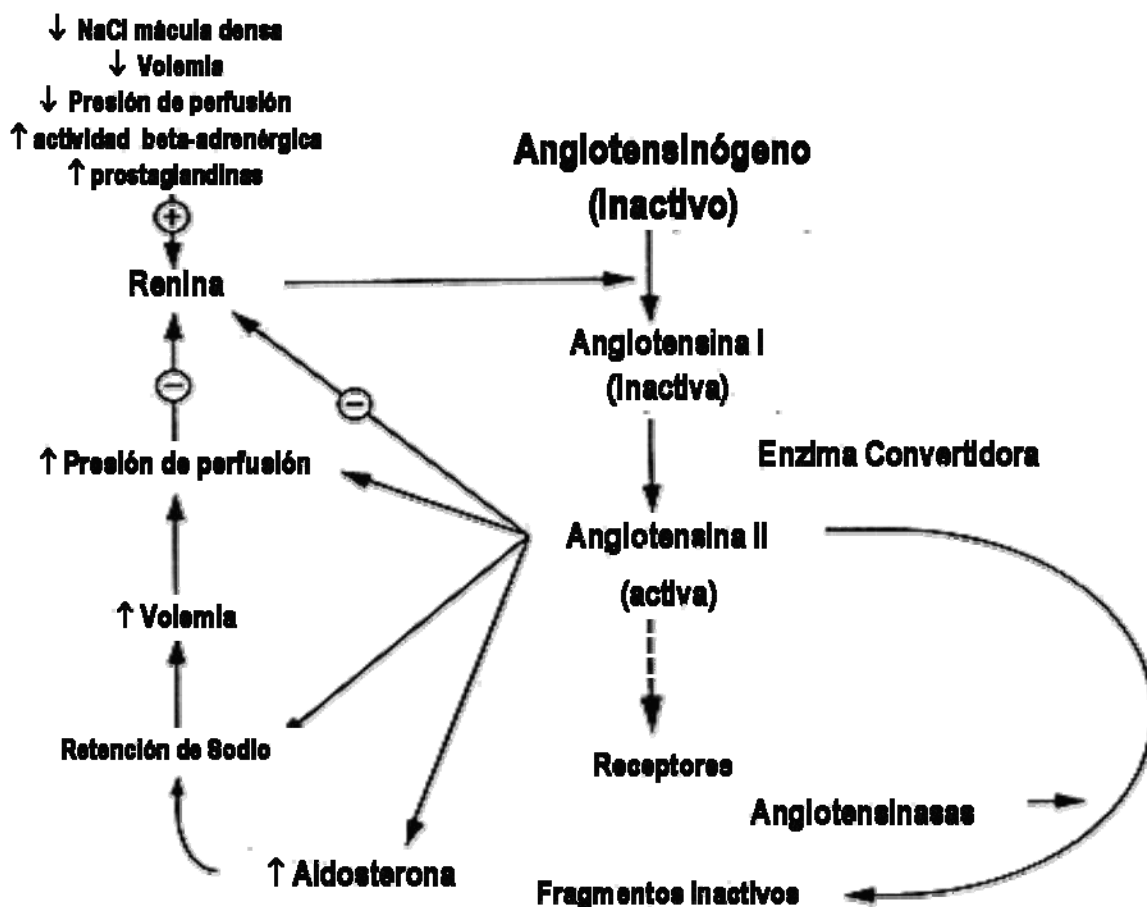 ↓ NaCl mácula densa
↓ Volemia
↓ Presión de perfusión
↑ actividad beta-adrenérgica
↑ prostaglandinas
+
Renina
Angiotensinógeno
(Inactivo)
Angiotensina I
(Inactiva)
Enzima Convertidora
Angiotensina II
(activa)
Receptores
Angiotensinasas
Fragmentos Inactivos
−
−
↑ Presión de perfusión
↑ Volemia
Retención de Sodio
↑ Aldosterona